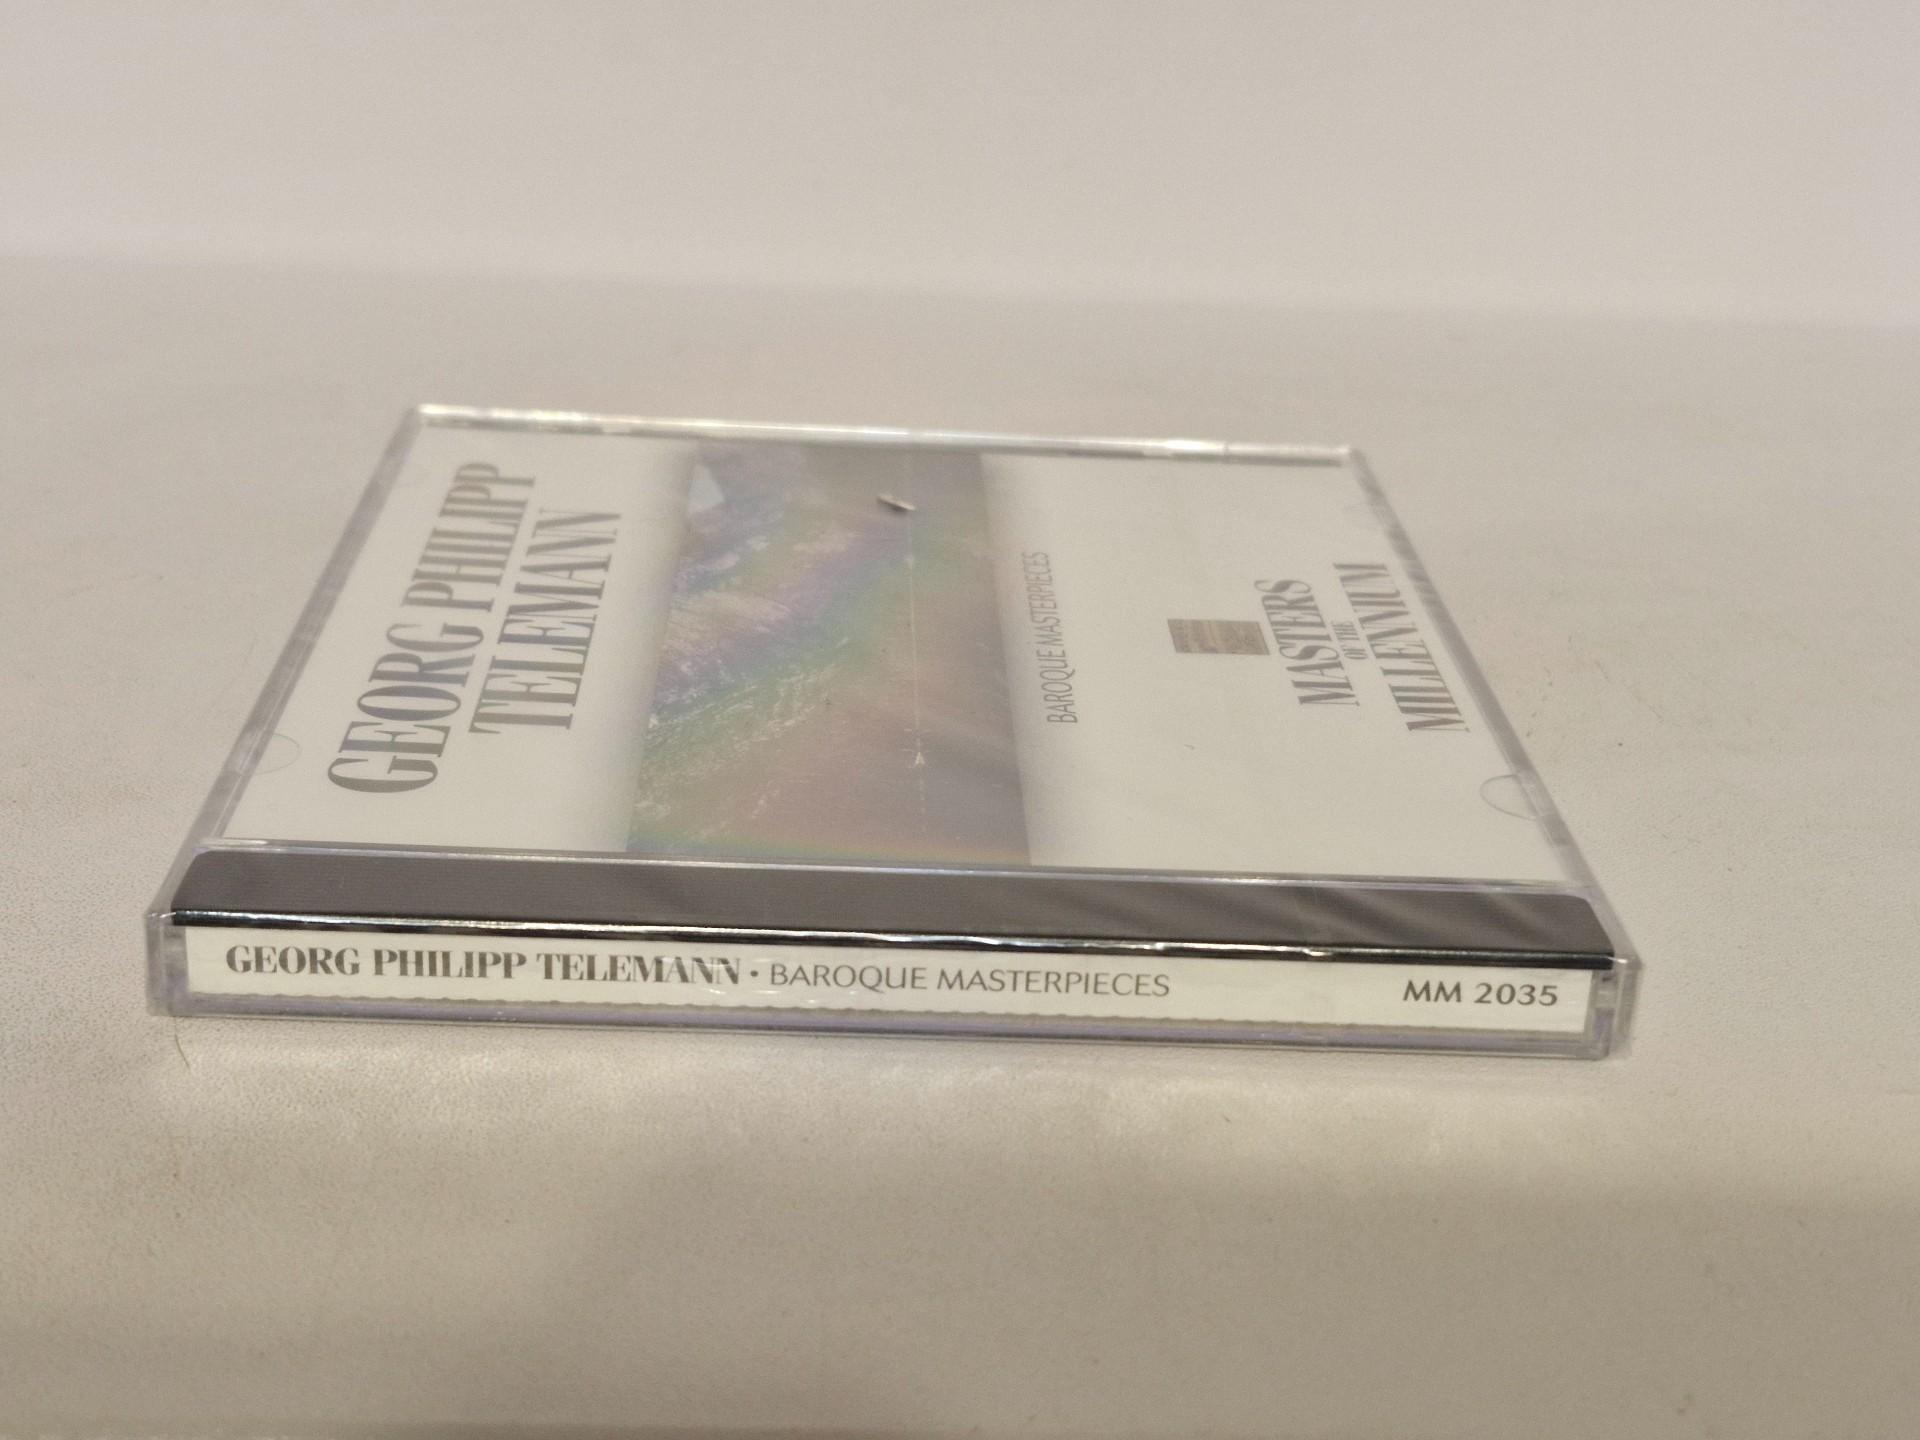 GEORG PHILIPP
TELEMANN
BAROQUE MASTERPIECES
MASTERS
OF THE
MILLENNIUM
GEORG PHILIPP TELEMANN • BAROQUE MASTERPIECES MM 2035